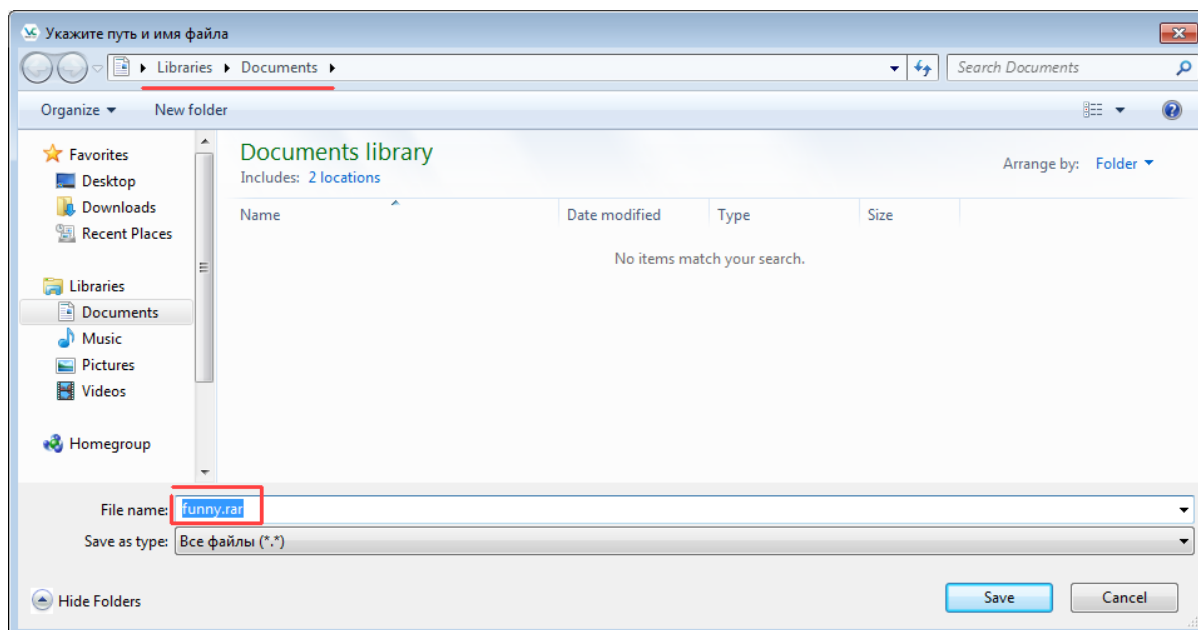 Укажите путь и имя файла
Libraries Documents
Search Documents
Organize New folder
Favorites
Desktop
Downloads
Recent Places
Libraries
Documents
Music
Pictures
Videos
Homegroup
Documents library
Includes: 2 locations
Arrange by: Folder
Name Date modified Type Size
No items match your search.
File name: funny.rar
Save as type: Все файлы (*.*)
Hide Folders
Save Cancel